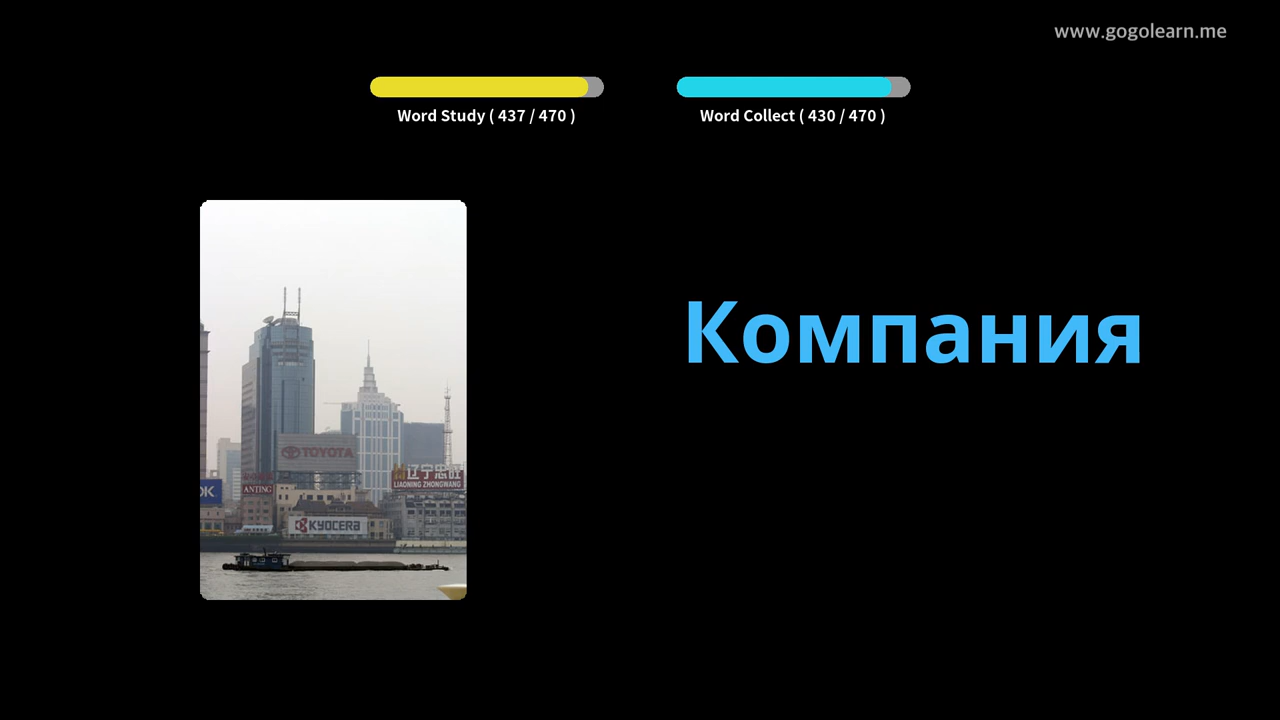 www.gogolearn.me
Word Study ( 437 / 470 )
Word Collect ( 430 / 470 )
Компания
TOYOTA
辽宁忠旺
LIAONING ZHONGWANG
OK
ANTING
KYOCERA